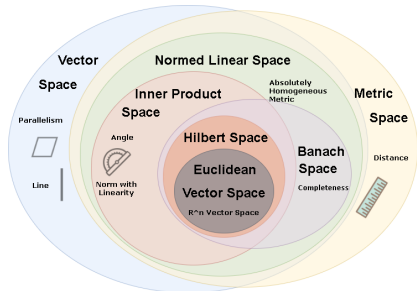 Vector
Space
Normed Linear Space
Absolutely
Homogeneous
Metric
Metric
Space
Inner Product
Space
Parallelism
Angle
Hilbert Space
Banach
Space
Distance
Euclidean
Vector Space
Line
Norm with
Linearity
Completeness
R^n Vector Space